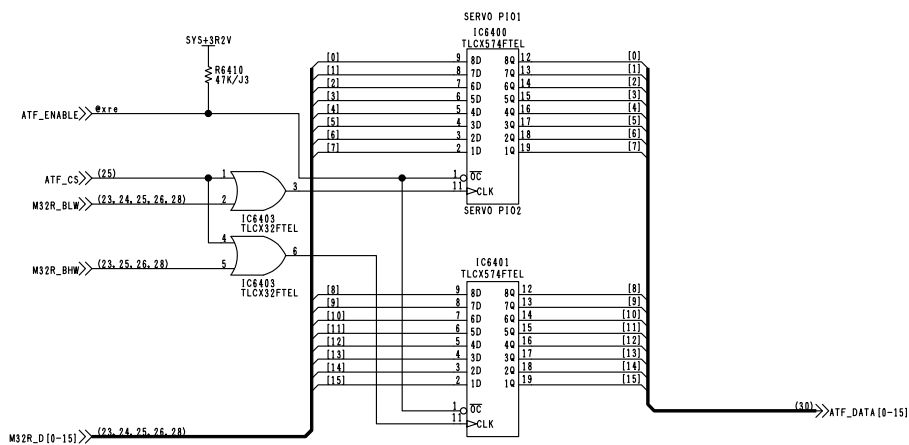 SERVO PIO1
IC6400
TLCX574FTEL
SYS+3R2V
R6410
47K/J3
ATF_ENABLE @xre
[0] 9 8D 8Q 12 [0]
[1] 8 7D 7Q 13 [1]
[2] 7 6D 6Q 14 [2]
[3] 6 5D 5Q 15 [3]
[4] 5 4D 4Q 16 [4]
[5] 4 3D 3Q 17 [5]
[6] 3 2D 2Q 18 [6]
[7] 2 1D 1Q 19 [7]
1 OC
11 CLK
SERVO PIO2
ATF_CS (25) 1
3
M32R_BLW (23,24,25,26,28) 2
IC6403
TLCX32FTEL
4
6
M32R_BHW (23,25,26,28) 5
IC6403
TLCX32FTEL
IC6401
TLCX574FTEL
[8] 9 8D 8Q 12 [8]
[9] 8 7D 7Q 13 [9]
[10] 7 6D 6Q 14 [10]
[11] 6 5D 5Q 15 [11]
[12] 5 4D 4Q 16 [12]
[13] 4 3D 3Q 17 [13]
[14] 3 2D 2Q 18 [14]
[15] 2 1D 1Q 19 [15]
1 OC
11 CLK
(30) ATF_DATA[0-15]
M32R_D[0-15] (23,24,25,26,28)